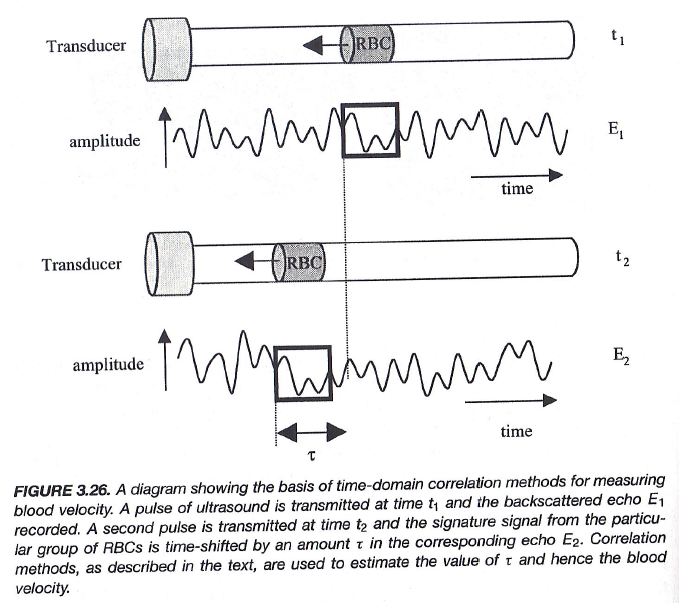 Transducer
RBC
t1
amplitude
E1
time
Transducer
RBC
t2
amplitude
E2
time
τ
FIGURE 3.26. A diagram showing the basis of time-domain correlation methods for measuring
blood velocity. A pulse of ultrasound is transmitted at time t1 and the backscattered echo E1
recorded. A second pulse is transmitted at time t2 and the signature signal from the particu-
lar group of RBCs is time-shifted by an amount τ in the corresponding echo E2. Correlation
methods, as described in the text, are used to estimate the value of τ and hence the blood
velocity.